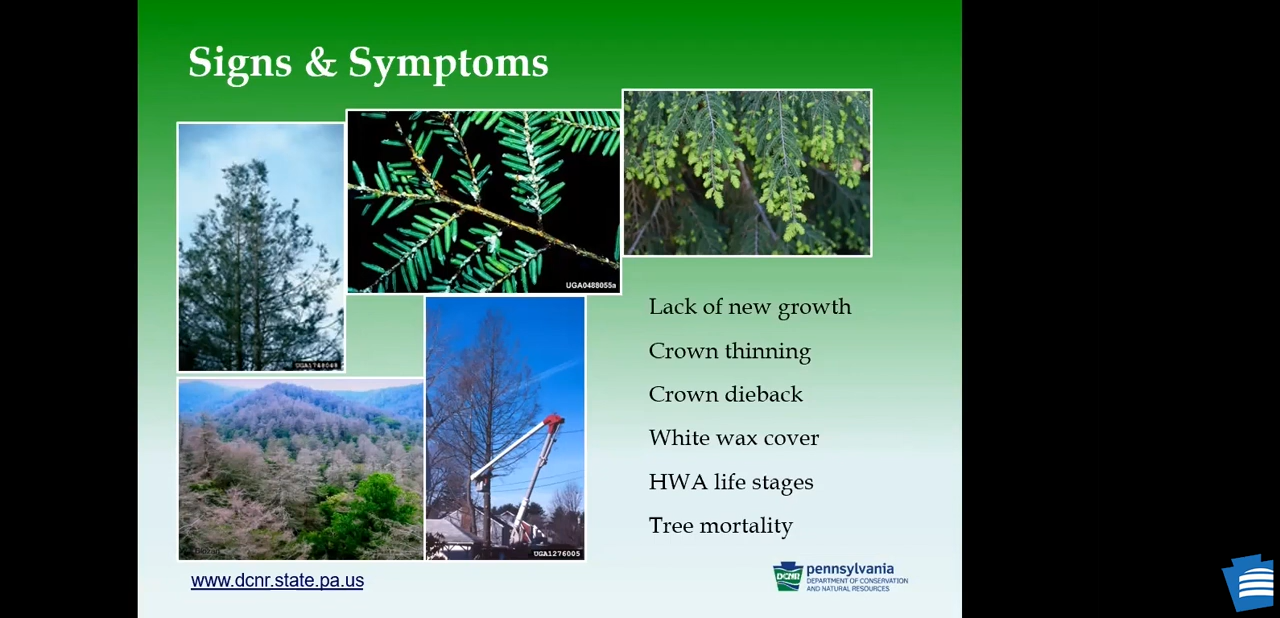 Signs & Symptoms
UGA0488055a
Lack of new growth
Crown thinning
Crown dieback
White wax cover
HWA life stages
Tree mortality
UGA1276005
www.dcnr.state.pa.us
DCNR
pennsylvania
DEPARTMENT OF CONSERVATION
AND NATURAL RESOURCES